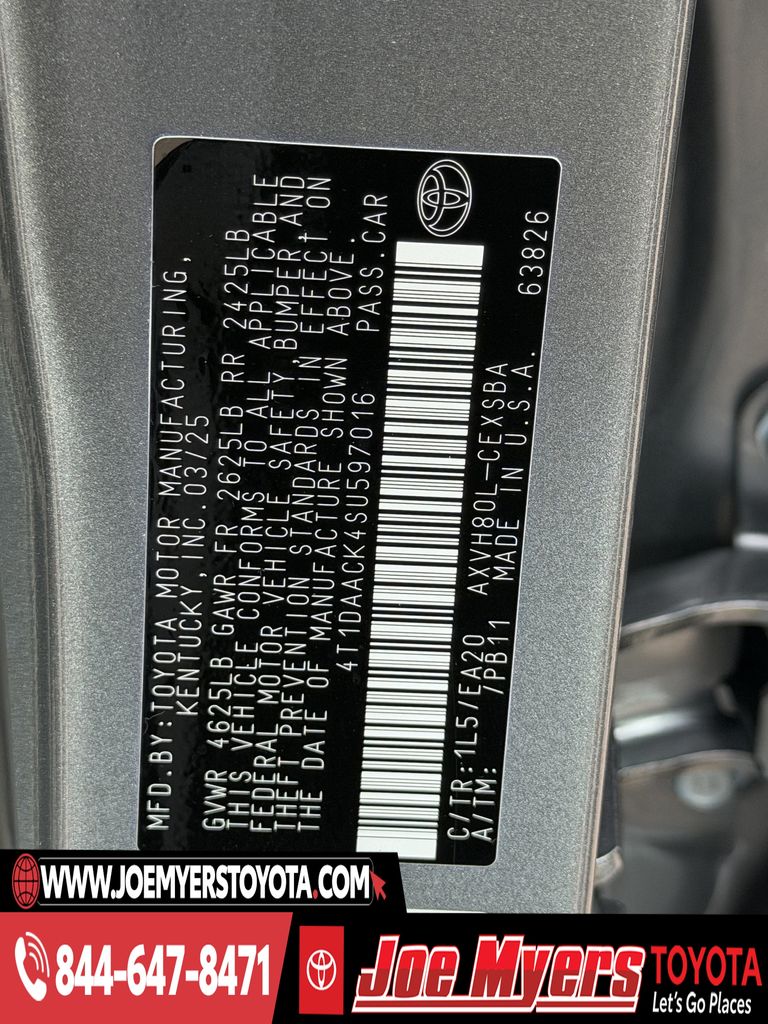 MFD.BY:TOYOTA MOTOR MANUFACTURING,
KENTUCKY, INC.03/25
GVWR 4625LB GAWR FR 2625LB RR 2425LB
THIS VEHICLE CONFORMS TO ALL APPLICABLE
FEDERAL MOTOR VEHICLE SAFETY, BUMPER,AND
THEFT PREVENTION STANDARDS IN EFFECT ON
THE DATE OF MANUFACTURE SHOWN ABOVE.
4T1DAACK4SU597016 PASS.CAR
C/TR:1L5/EA20 AXVH80L-CEXSBA 63826
A/TM: /PB11 MADE IN U.S.A.
WWW.JOEMYERSTOYOTA.COM
844-647-8471
Joe Myers
TOYOTA
Let's Go Places